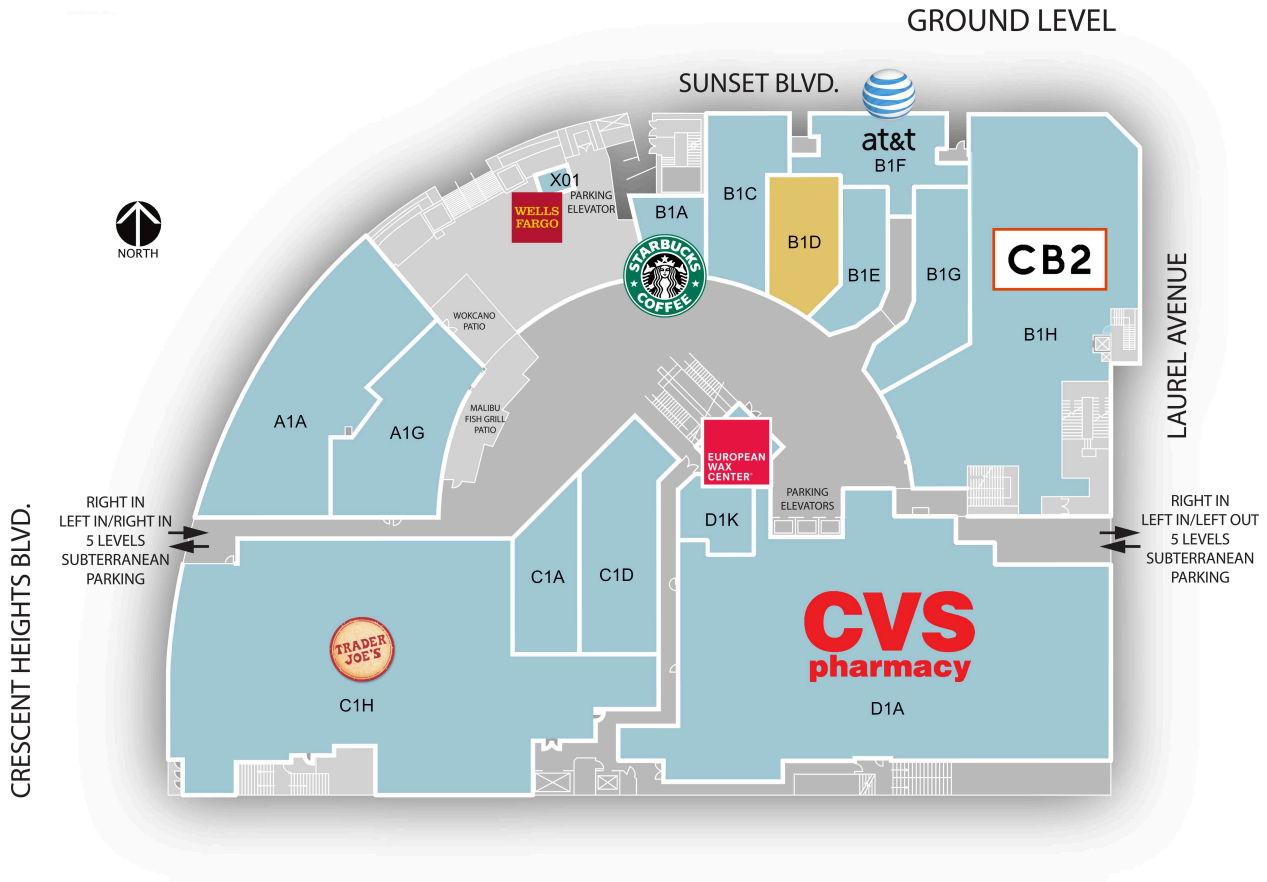 GROUND LEVEL
SUNSET BLVD.
at&t
B1F
X01
PARKING
ELEVATOR
WELLS
FARGO
B1C
B1A
STARBUCKS
COFFEE
B1D
B1E
B1G
CB2
B1H
NORTH
WOKCANO
PATIO
LAUREL AVENUE
MALIBU
FISH GRILL
PATIO
A1A
A1G
EUROPEAN
WAX
CENTER
PARKING
ELEVATORS
D1K
RIGHT IN
LEFT IN/RIGHT IN
5 LEVELS
SUBTERRANEAN
PARKING
RIGHT IN
LEFT IN/LEFT OUT
5 LEVELS
SUBTERRANEAN
PARKING
CRESCENT HEIGHTS BLVD.
C1A
C1D
TRADER
JOE'S
C1H
CVS
pharmacy
D1A